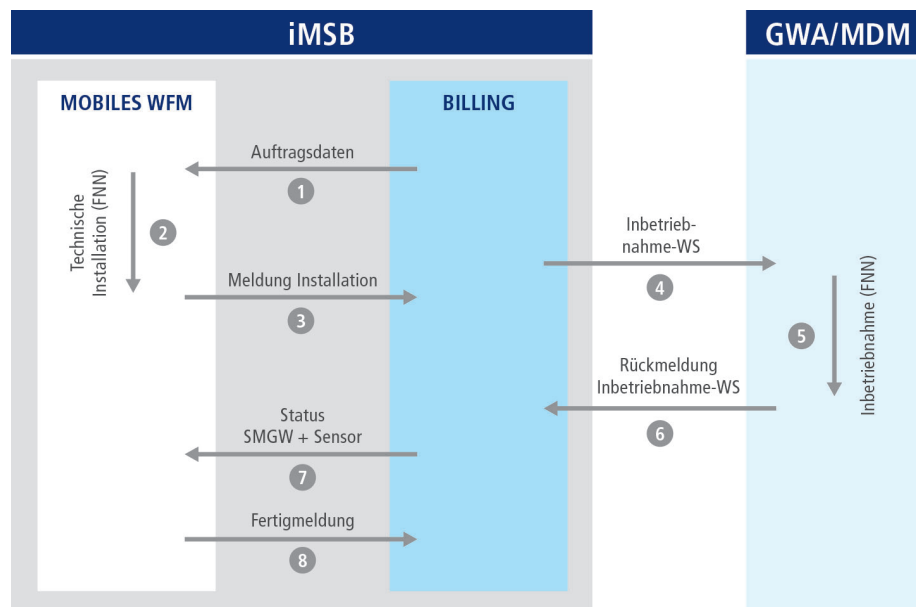 iMSB
GWA/MDM
MOBILES WFM
BILLING
Auftragsdaten
1
Technische
Installation (FNN)
2
Meldung Installation
3
Inbetrieb-
nahme-WS
4
Inbetriebnahme (FNN)
5
Rückmeldung
Inbetriebnahme-WS
6
Status
SMGW + Sensor
7
Fertigmeldung
8